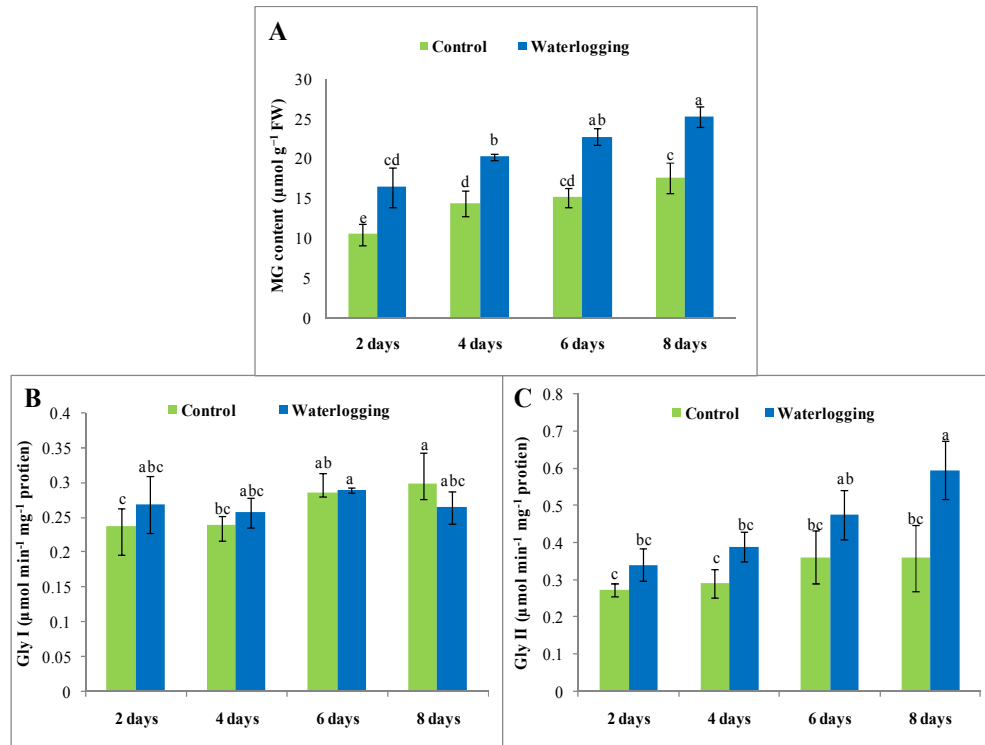 A
Control Waterlogging
MG content (µmol g⁻¹ FW)
30
25
20
15
10
5
0
e cd d b cd ab c a
2 days 4 days 6 days 8 days
B
Control Waterlogging
Gly I (µmol min⁻¹ mg⁻¹ protien)
0.4
0.35
0.3
0.25
0.2
0.15
0.1
0.05
0
c abc bc abc ab a a abc
2 days 4 days 6 days 8 days
C
Control Waterlogging
Gly II (µmol min⁻¹ mg⁻¹ protien)
0.8
0.7
0.6
0.5
0.4
0.3
0.2
0.1
0
c bc c bc bc ab bc a
2 days 4 days 6 days 8 days